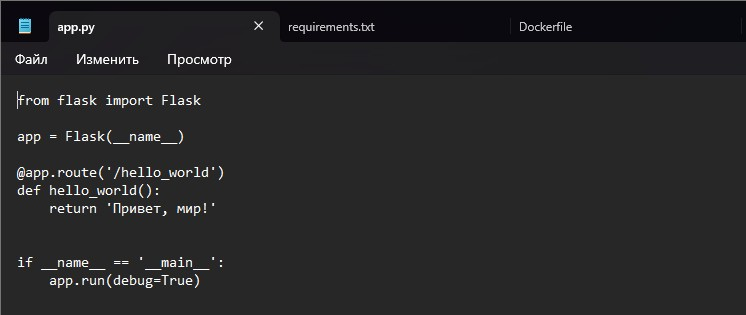 app.py
requirements.txt
Dockerfile
Файл
Изменить
Просмотр
from flask import Flask
app = Flask(__name__)
@app.route('/hello_world')
def hello_world():
    return 'Привет, мир!'
if __name__ == '__main__':
    app.run(debug=True)